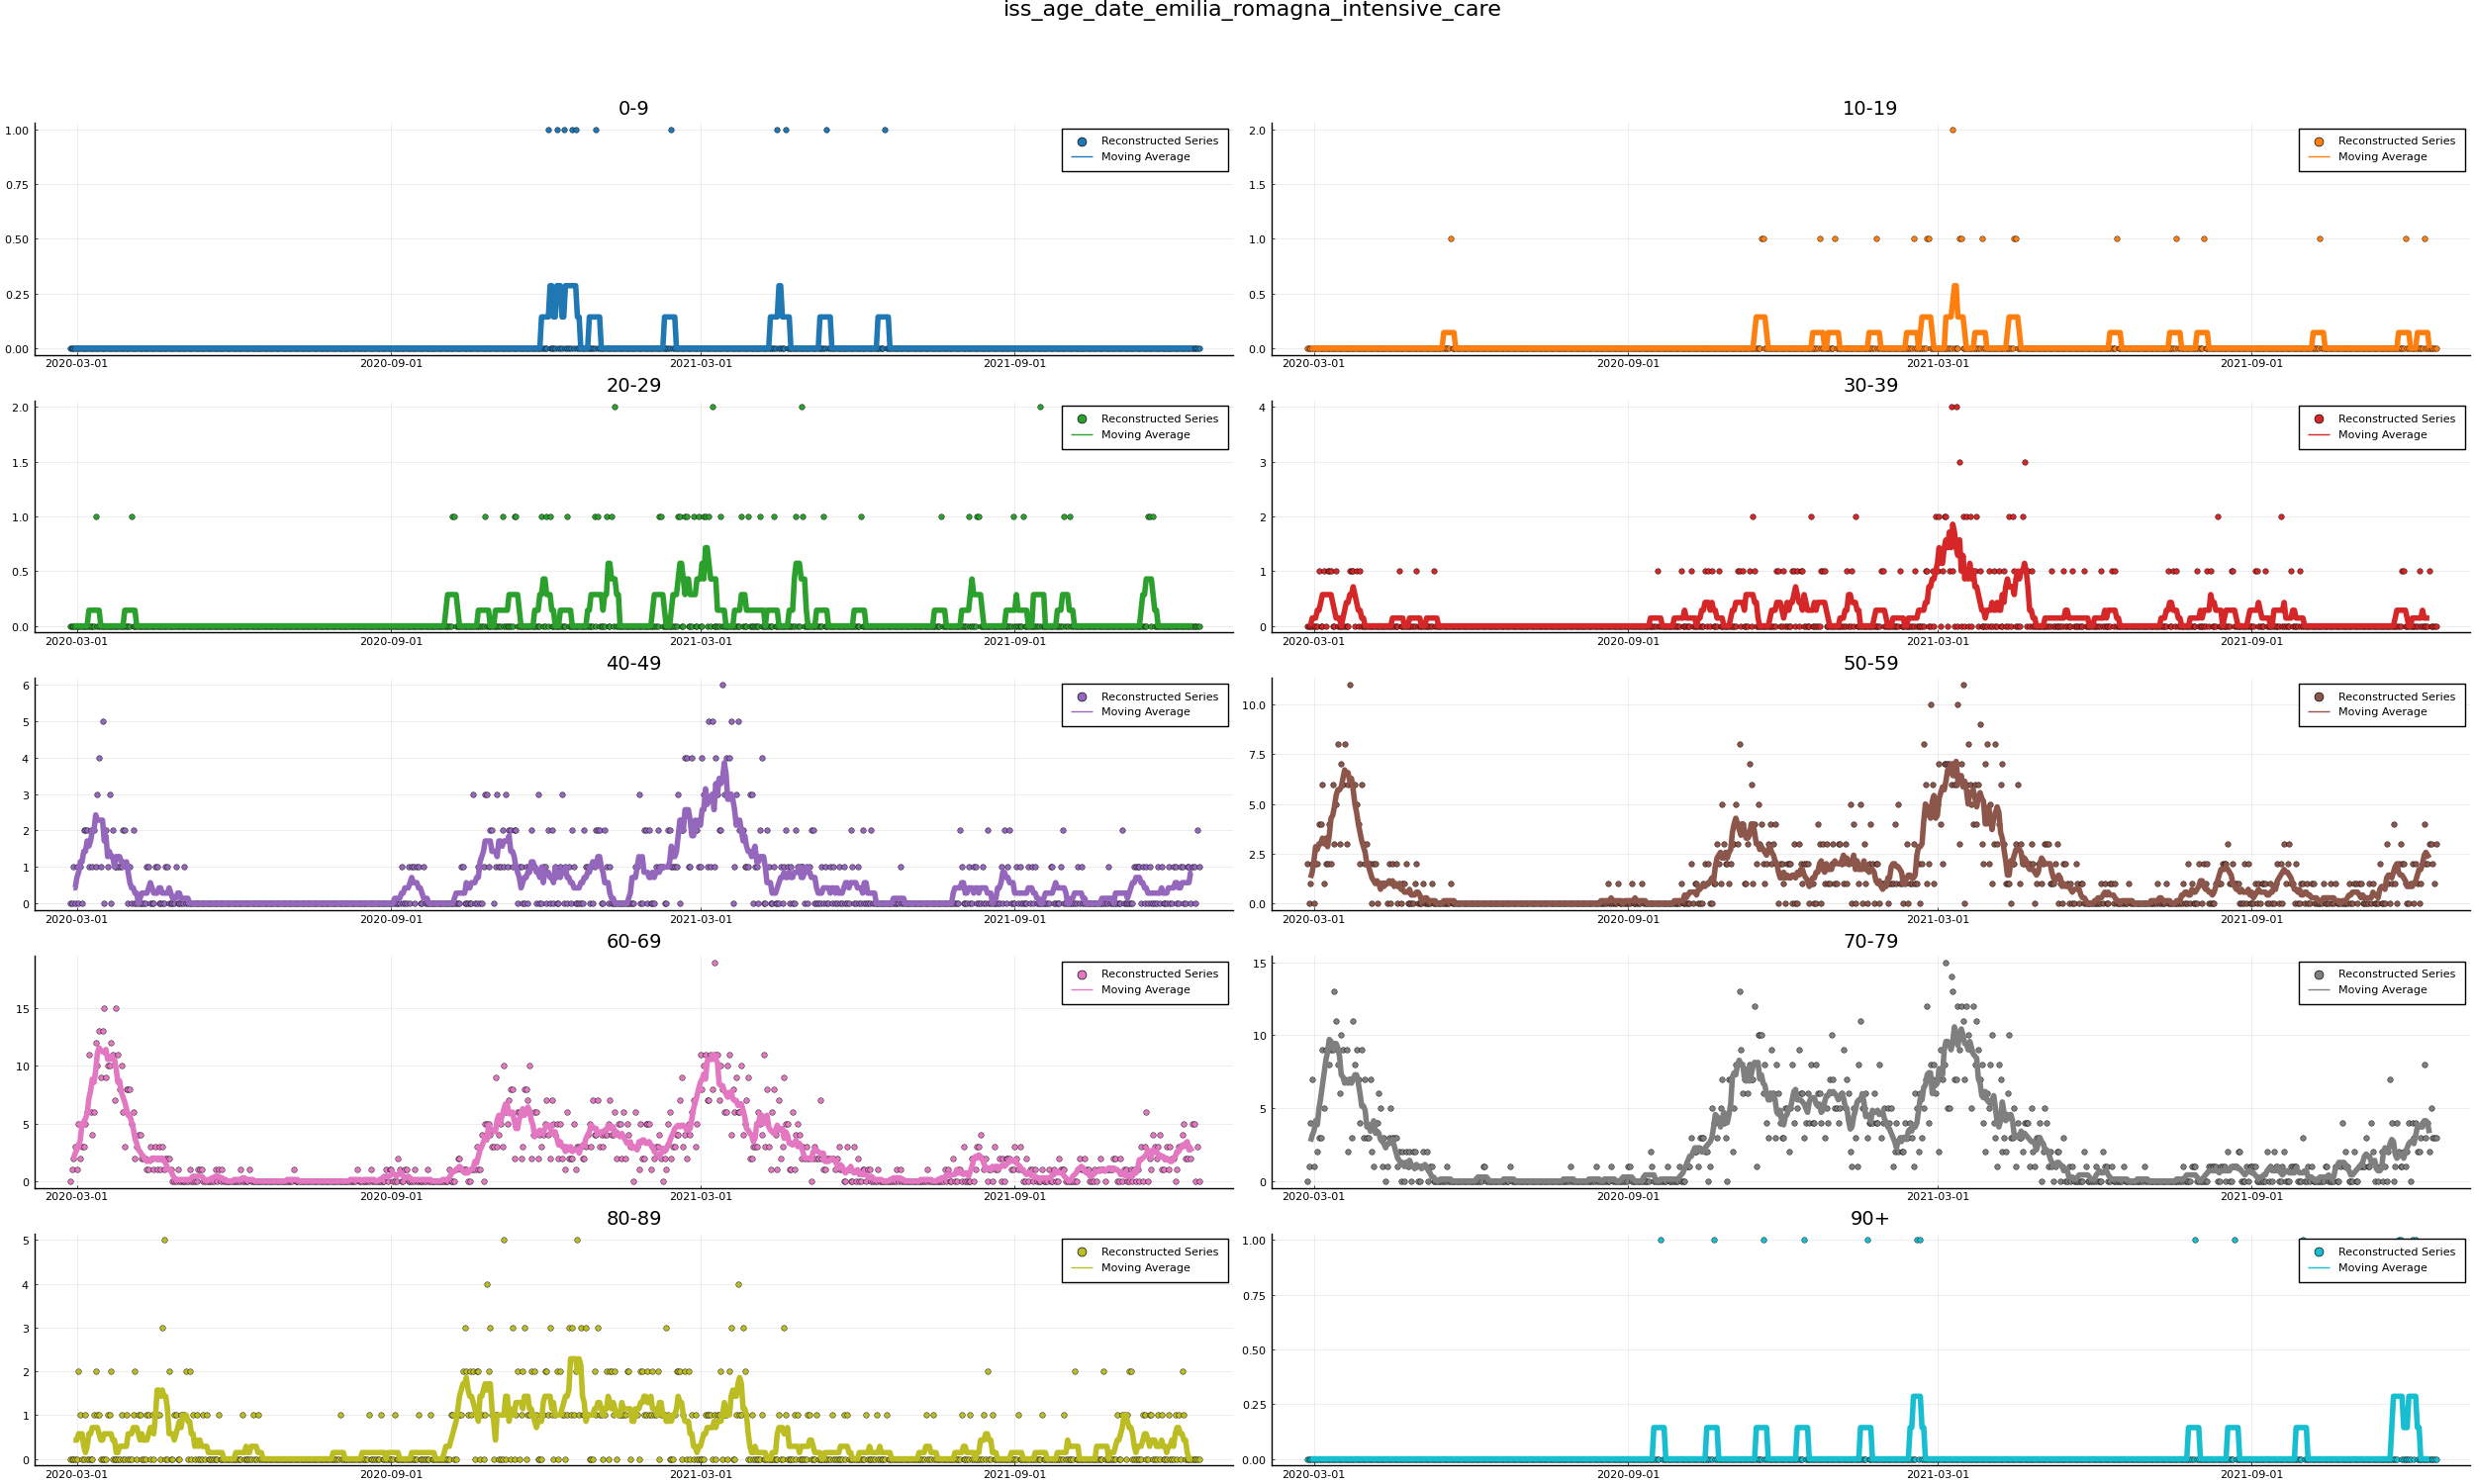 iss_age_date_emilia_romagna_intensive_care
0-9
1.00
0.75
0.50
0.25
0.00
Reconstructed Series
Moving Average
2020-03-01 2020-09-01 2021-03-01 2021-09-01
10-19
2.0
1.5
1.0
0.5
0.0
Reconstructed Series
Moving Average
2020-03-01 2020-09-01 2021-03-01 2021-09-01
20-29
2.0
1.5
1.0
0.5
0.0
Reconstructed Series
Moving Average
2020-03-01 2020-09-01 2021-03-01 2021-09-01
30-39
4
3
2
1
0
Reconstructed Series
Moving Average
2020-03-01 2020-09-01 2021-03-01 2021-09-01
40-49
6
5
4
3
2
1
0
Reconstructed Series
Moving Average
2020-03-01 2020-09-01 2021-03-01 2021-09-01
50-59
10.0
7.5
5.0
2.5
0.0
Reconstructed Series
Moving Average
2020-03-01 2020-09-01 2021-03-01 2021-09-01
60-69
15
10
5
0
Reconstructed Series
Moving Average
2020-03-01 2020-09-01 2021-03-01 2021-09-01
70-79
15
10
5
0
Reconstructed Series
Moving Average
2020-03-01 2020-09-01 2021-03-01 2021-09-01
80-89
5
4
3
2
1
0
Reconstructed Series
Moving Average
2020-03-01 2020-09-01 2021-03-01 2021-09-01
90+
1.00
0.75
0.50
0.25
0.00
Reconstructed Series
Moving Average
2020-03-01 2020-09-01 2021-03-01 2021-09-01